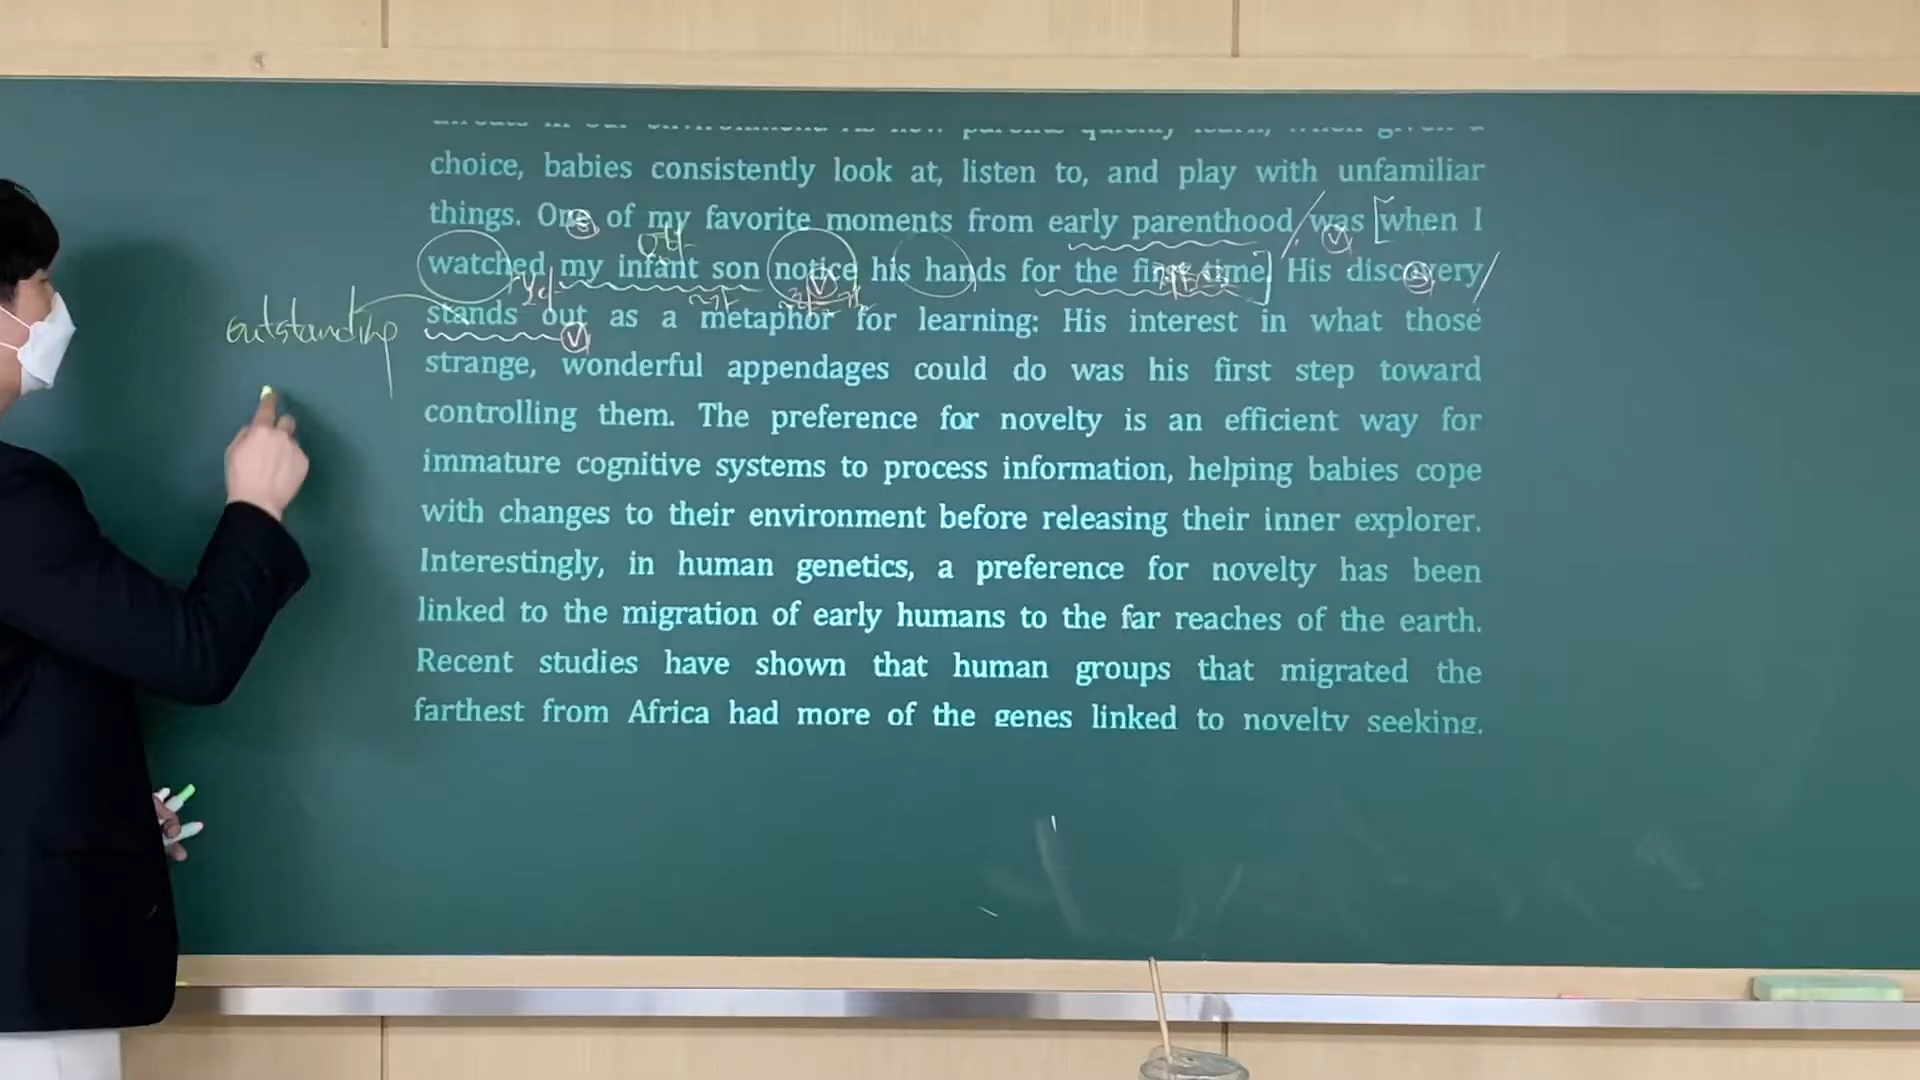 choice, babies consistently look at, listen to, and play with unfamiliar
things. One of my favorite moments from early parenthood was [when I
watched my infant son notice his hands for the first time] His discovery
outstanding
stands out as a metaphor for learning: His interest in what those
strange, wonderful appendages could do was his first step toward
controlling them. The preference for novelty is an efficient way for
immature cognitive systems to process information, helping babies cope
with changes to their environment before releasing their inner explorer.
Interestingly, in human genetics, a preference for novelty has been
linked to the migration of early humans to the far reaches of the earth.
Recent studies have shown that human groups that migrated the
farthest from Africa had more of the genes linked to novelty seeking.